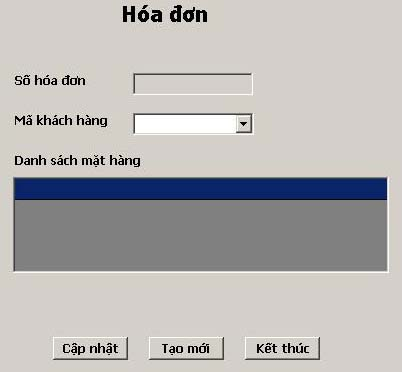 Hóa đơn
Số hóa đơn
Mã khách hàng
Danh sách mặt hàng
Cập nhật Tạo mới Kết thúc